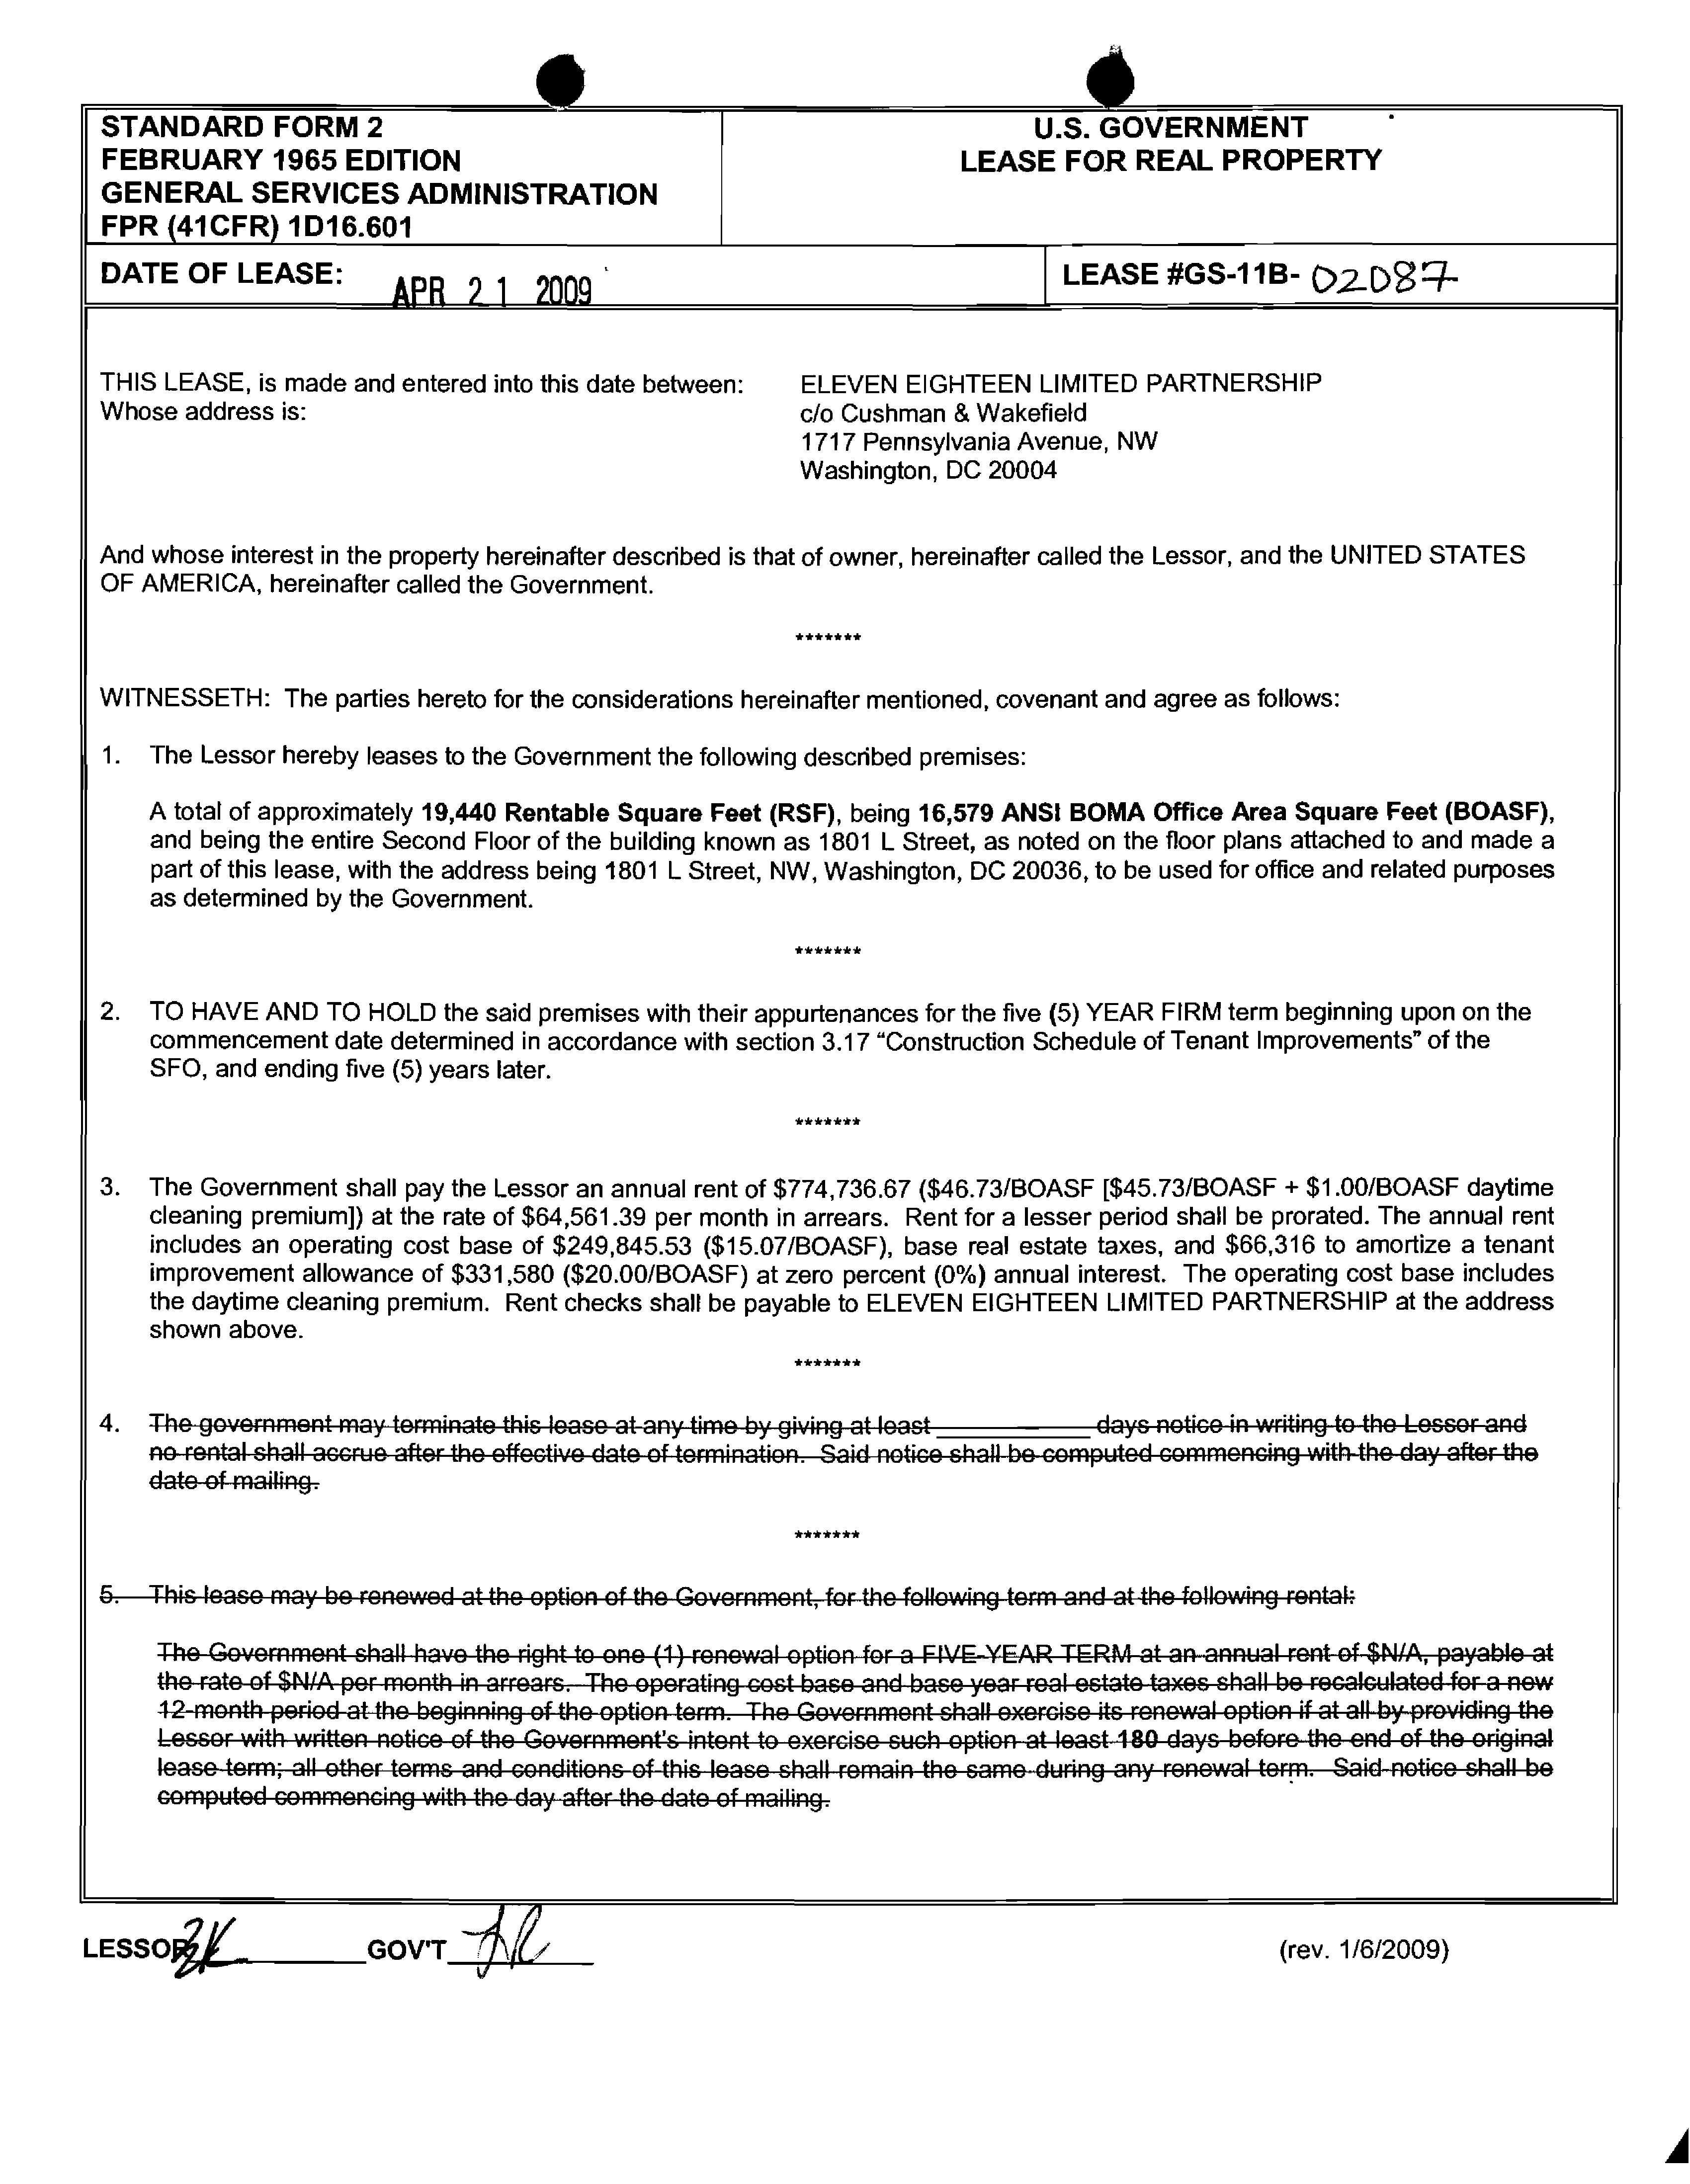 STANDARD FORM 2
FEBRUARY 1965 EDITION
GENERAL SERVICES ADMINISTRATION
FPR (41CFR) 1D16.601
U.S. GOVERNMENT
LEASE FOR REAL PROPERTY
DATE OF LEASE: APR 21 2009
LEASE #GS-11B- 02087
THIS LEASE, is made and entered into this date between: ELEVEN EIGHTEEN LIMITED PARTNERSHIP
Whose address is: c/o Cushman & Wakefield
1717 Pennsylvania Avenue, NW
Washington, DC 20004
And whose interest in the property hereinafter described is that of owner, hereinafter called the Lessor, and the UNITED STATES
OF AMERICA, hereinafter called the Government.
*******
WITNESSETH: The parties hereto for the considerations hereinafter mentioned, covenant and agree as follows:
1. The Lessor hereby leases to the Government the following described premises:
A total of approximately 19,440 Rentable Square Feet (RSF), being 16,579 ANSI BOMA Office Area Square Feet (BOASF),
and being the entire Second Floor of the building known as 1801 L Street, as noted on the floor plans attached to and made a
part of this lease, with the address being 1801 L Street, NW, Washington, DC 20036, to be used for office and related purposes
as determined by the Government.
*******
2. TO HAVE AND TO HOLD the said premises with their appurtenances for the five (5) YEAR FIRM term beginning upon on the
commencement date determined in accordance with section 3.17 “Construction Schedule of Tenant Improvements” of the
SFO, and ending five (5) years later.
*******
3. The Government shall pay the Lessor an annual rent of $774,736.67 ($46.73/BOASF [$45.73/BOASF + $1.00/BOASF daytime
cleaning premium]) at the rate of $64,561.39 per month in arrears. Rent for a lesser period shall be prorated. The annual rent
includes an operating cost base of $249,845.53 ($15.07/BOASF), base real estate taxes, and $66,316 to amortize a tenant
improvement allowance of $331,580 ($20.00/BOASF) at zero percent (0%) annual interest. The operating cost base includes
the daytime cleaning premium. Rent checks shall be payable to ELEVEN EIGHTEEN LIMITED PARTNERSHIP at the address
shown above.
*******
4. The government may terminate this lease at any time by giving at least ___________ days notice in writing to the Lessor and
no rental shall accrue after the effective date of termination. Said notice shall be computed commencing with the day after the
date of mailing.
*******
5. This lease may be renewed at the option of the Government, for the following term and at the following rental:
The Government shall have the right to one (1) renewal option for a FIVE-YEAR TERM at an annual rent of $N/A, payable at
the rate of $N/A per month in arrears. The operating cost base and base year real estate taxes shall be recalculated for a new
12-month period at the beginning of the option term. The Government shall exercise its renewal option if at all by providing the
Lessor with written notice of the Government's intent to exercise such option at least 180 days before the end of the original
lease term; all other terms and conditions of this lease shall remain the same during any renewal term. Said notice shall be
computed commencing with the day after the date of mailing.
LESSOR GOV'T (rev. 1/6/2009)